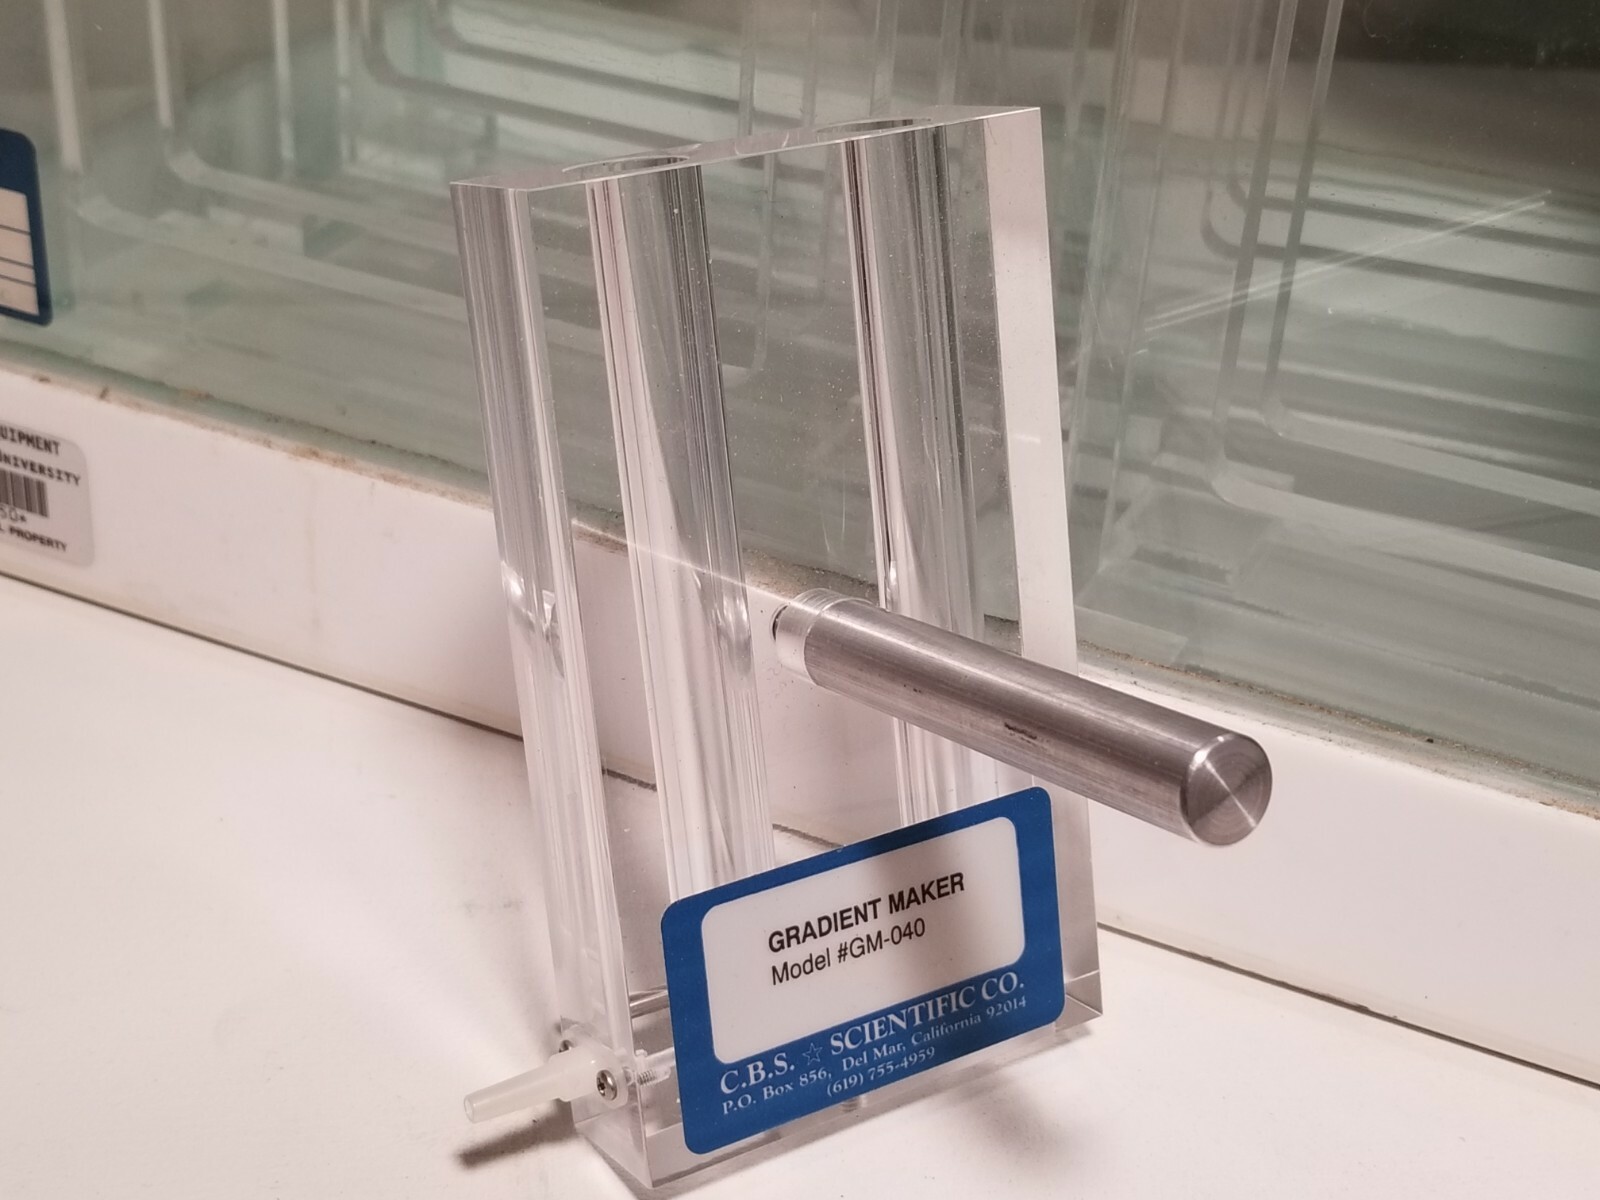 GRADIENT MAKER
Model #GM-040
C.B.S. ☆ SCIENTIFIC CO.
P.O. Box 856, Del Mar, California 92014
(619) 755-4959
UIPMENT
UNIVERSITY
50*
PROPERTY